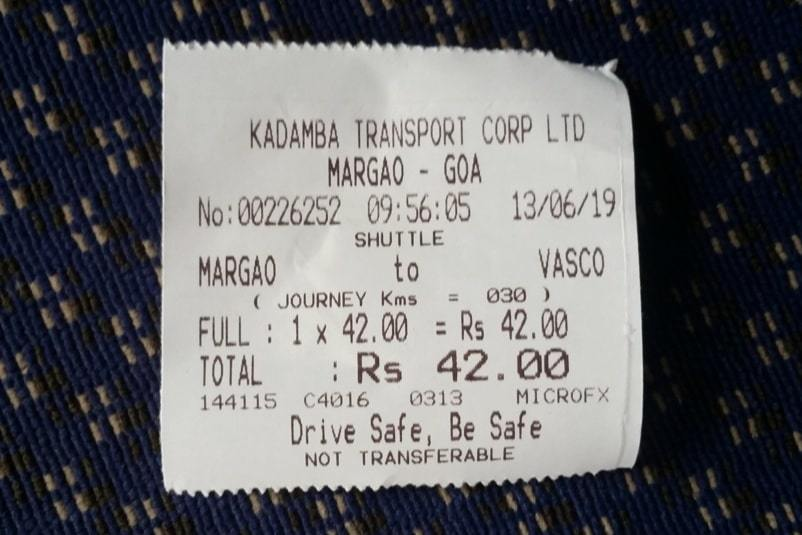 KADAMBA TRANSPORT CORP LTD
MARGAO - GOA
No:00226252 09:56:05 13/06/19
SHUTTLE
MARGAO to VASCO
( JOURNEY Kms = 030 )
FULL : 1 x 42.00 = Rs 42.00
TOTAL : Rs 42.00
144115 C4016 0313 MICROFX
Drive Safe, Be Safe
NOT TRANSFERABLE